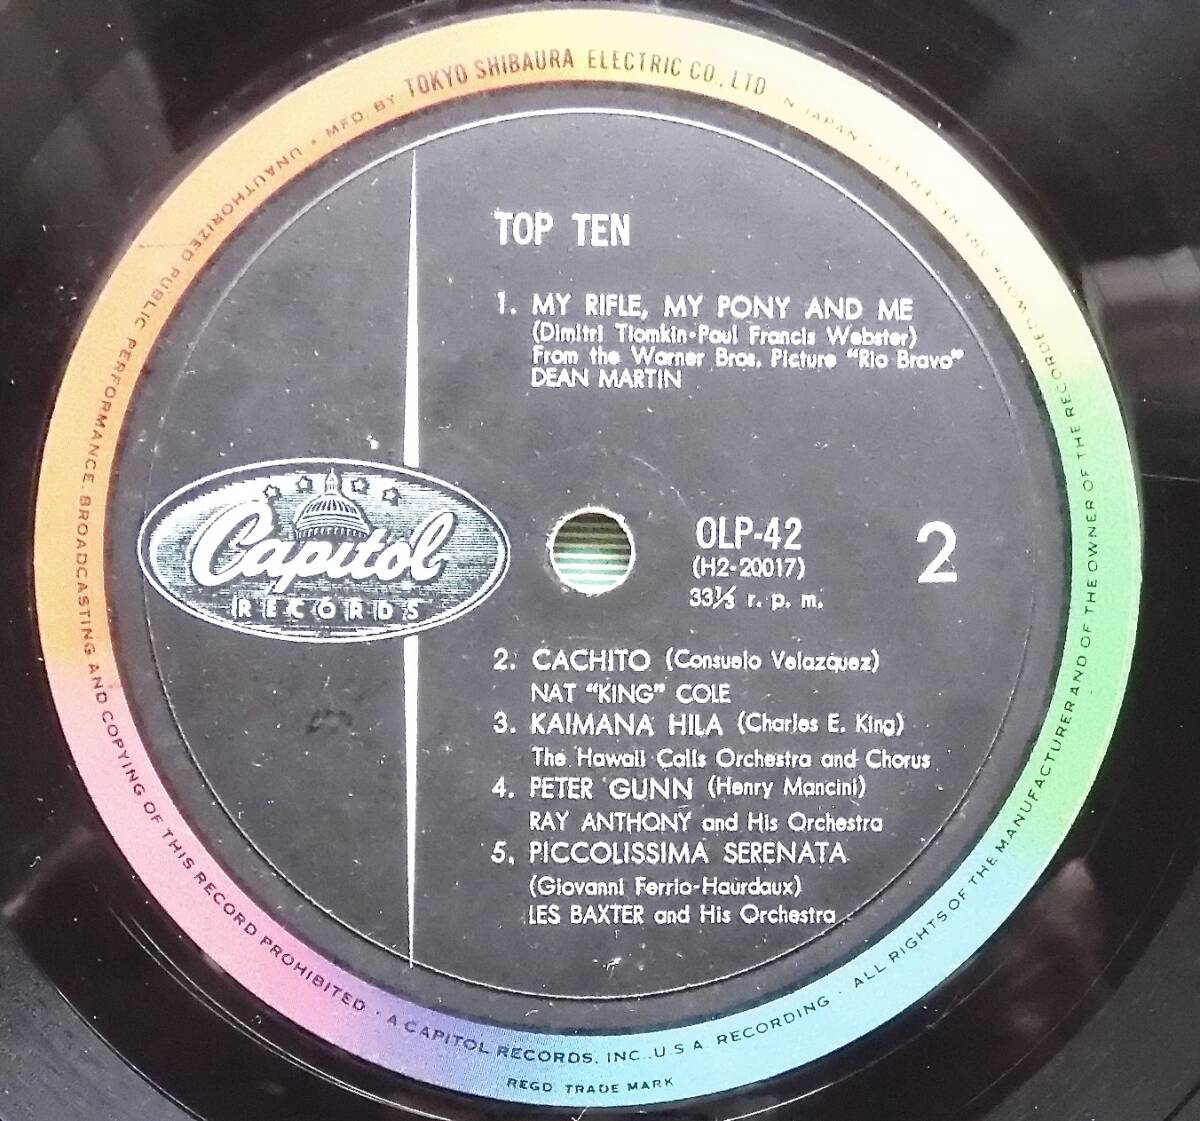 MFD. BY TOKYO SHIBAURA ELECTRIC CO., LTD IN JAPAN · ALL RIGHTS OF THE MANUFACTURER AND OF THE OWNER OF THE RECORDED WORK ARE RESERVED ·
UNAUTHORIZED PUBLIC PERFORMANCE. BROADCASTING AND COPYING OF THIS RECORD PROHIBITED · A CAPITOL RECORDS, INC. U.S A RECORDING ·
REGD. TRADE MARK
TOP TEN
1. MY RIFLE, MY PONY AND ME
(Dimitri Tiomkin-Paul Francis Webster)
From the Warner Bros. Picture "Rio Bravo"
DEAN MARTIN
Capitol
RECORDS
OLP-42
(H2-20017)
33⅓ r. p. m.
2
2. CACHITO (Consuelo Velazquez)
NAT "KING" COLE
3. KAIMANA HILA (Charles E. King)
The Hawaii Calls Orchestra and Chorus
4. PETER GUNN (Henry Mancini)
RAY ANTHONY and His Orchestra
5. PICCOLISSIMA SERENATA
(Giovanni Ferrio-Haurdaux)
LES BAXTER and His Orchestra